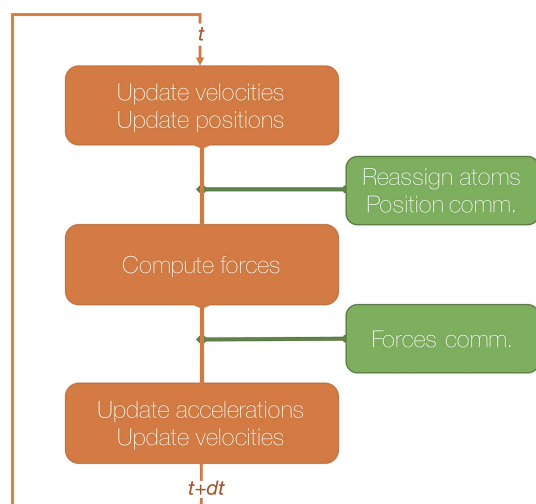 t
Update velocities
Update positions
Reassign atoms
Position comm.
Compute forces
Forces comm.
Update accelerations
Update velocities
t+dt